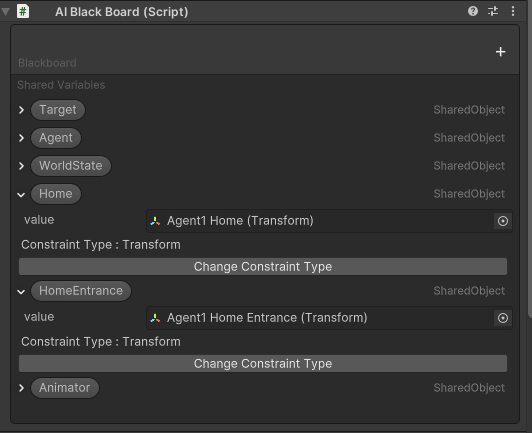 # AI Black Board (Script)
+
Blackboard
Shared Variables
Target SharedObject
Agent SharedObject
WorldState SharedObject
Home SharedObject
value Agent1 Home (Transform)
Constraint Type : Transform
Change Constraint Type
HomeEntrance SharedObject
value Agent1 Home Entrance (Transform)
Constraint Type : Transform
Change Constraint Type
Animator SharedObject